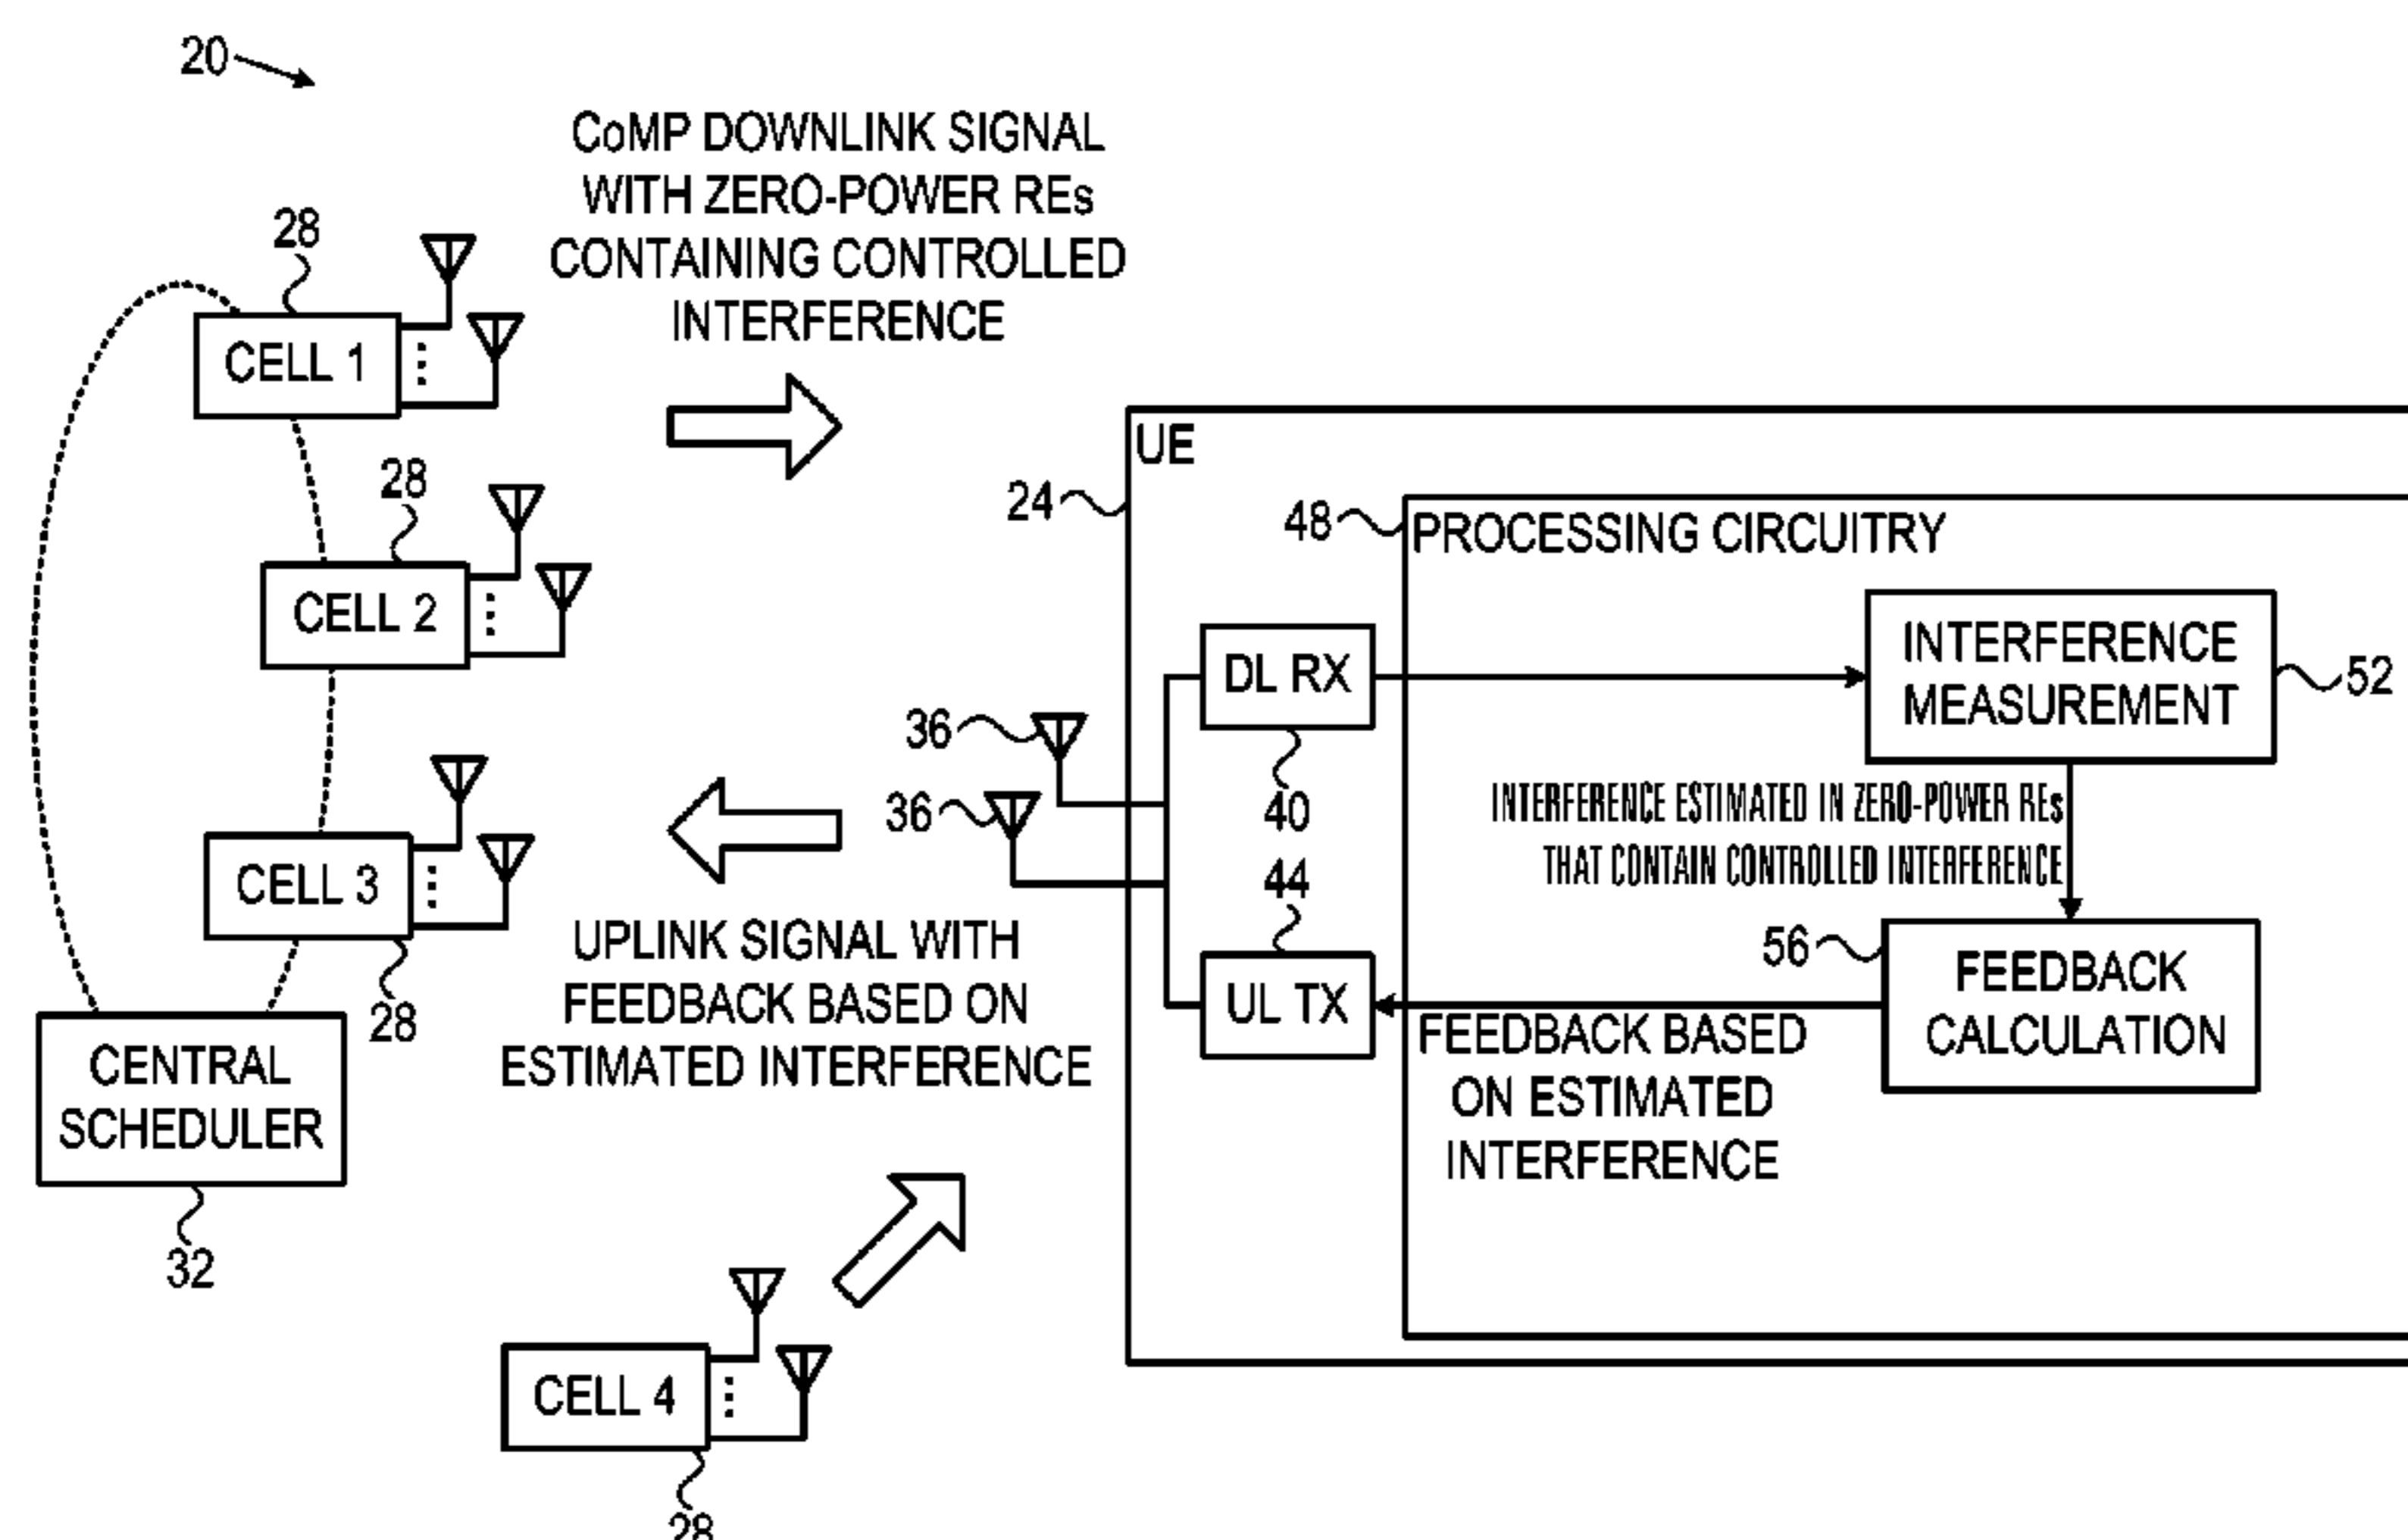 20
CoMP DOWNLINK SIGNAL
WITH ZERO-POWER REs
CONTAINING CONTROLLED
INTERFERENCE
28
CELL 1
28
CELL 2
CELL 3
28
CENTRAL
SCHEDULER
32
UPLINK SIGNAL WITH
FEEDBACK BASED ON
ESTIMATED INTERFERENCE
CELL 4
28
UE
24
48
PROCESSING CIRCUITRY
36
36
DL RX
40
44
UL TX
INTERFERENCE
MEASUREMENT
52
INTERFERENCE ESTIMATED IN ZERO-POWER REs
THAT CONTAIN CONTROLLED INTERFERENCE
56
FEEDBACK
CALCULATION
FEEDBACK BASED
ON ESTIMATED
INTERFERENCE